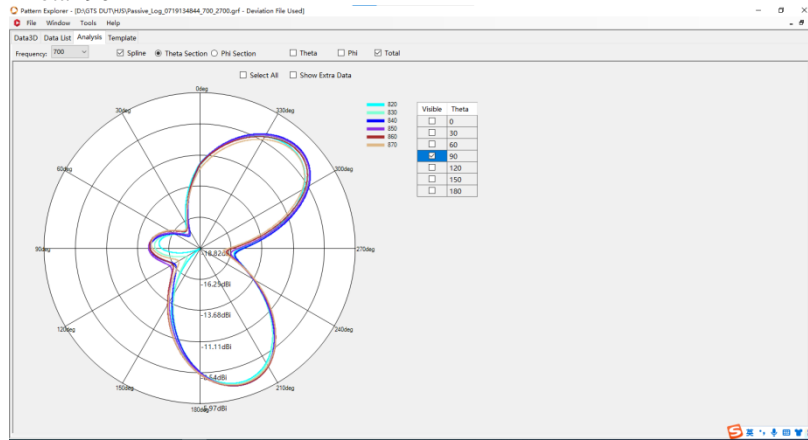 Pattern Explorer - [D:\GTS DUT\HJS\Passive_Log_0719134844_700_2700.grf - Deviation File Used]
File Window Tools Help
Data3D Data List Analysis Template
Frequency: 700 Spline Theta Section Phi Section Theta Phi Total
Select All Show Extra Data
0deg
30deg
330deg
60deg
300deg
90deg
270deg
120deg
240deg
150deg
210deg
180deg
-18.82dBi
-16.25dBi
-13.68dBi
-11.11dBi
-8.54dBi
-5.97dBi
820
830
840
850
860
870
Visible Theta
0
30
60
90
120
150
180
英